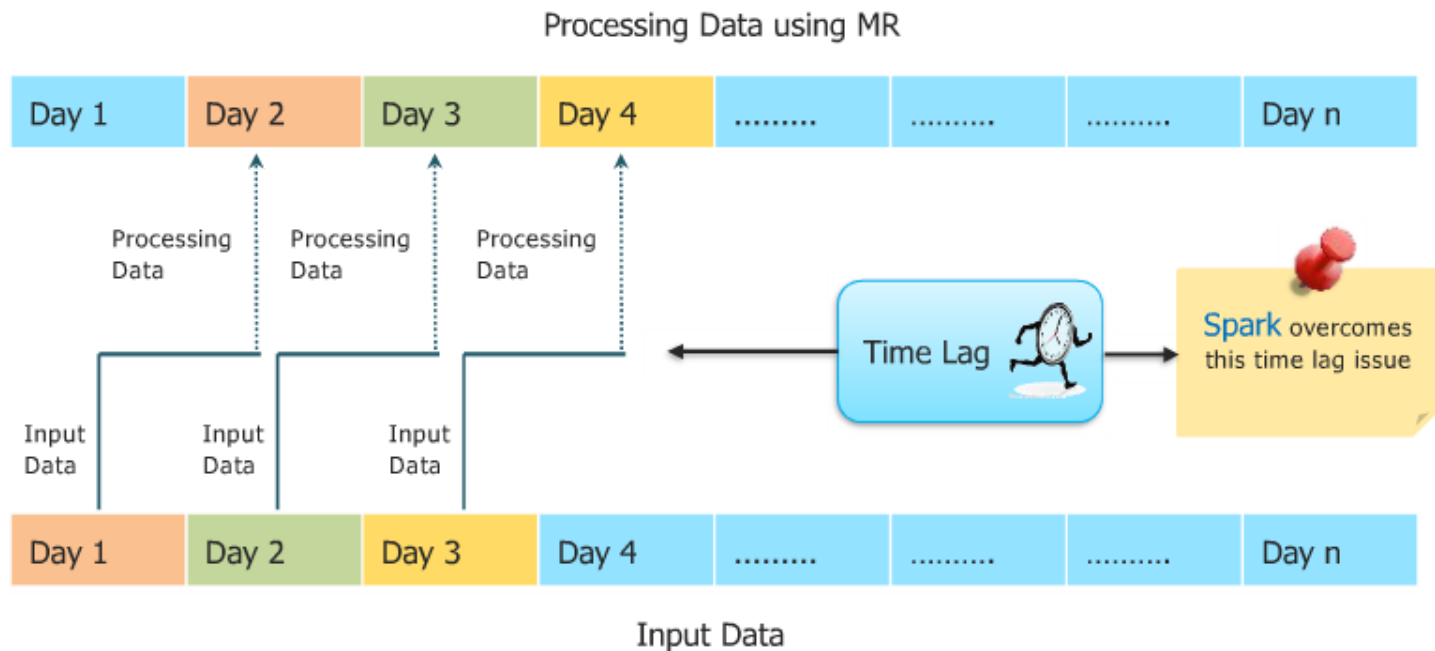 Processing Data using MR
Day 1 Day 2 Day 3 Day 4 ......... .......... .......... Day n
Processing
Data
Processing
Data
Processing
Data
Time Lag
Spark overcomes
this time lag issue
Input
Data
Input
Data
Input
Data
Day 1 Day 2 Day 3 Day 4 ......... .......... .......... Day n
Input Data